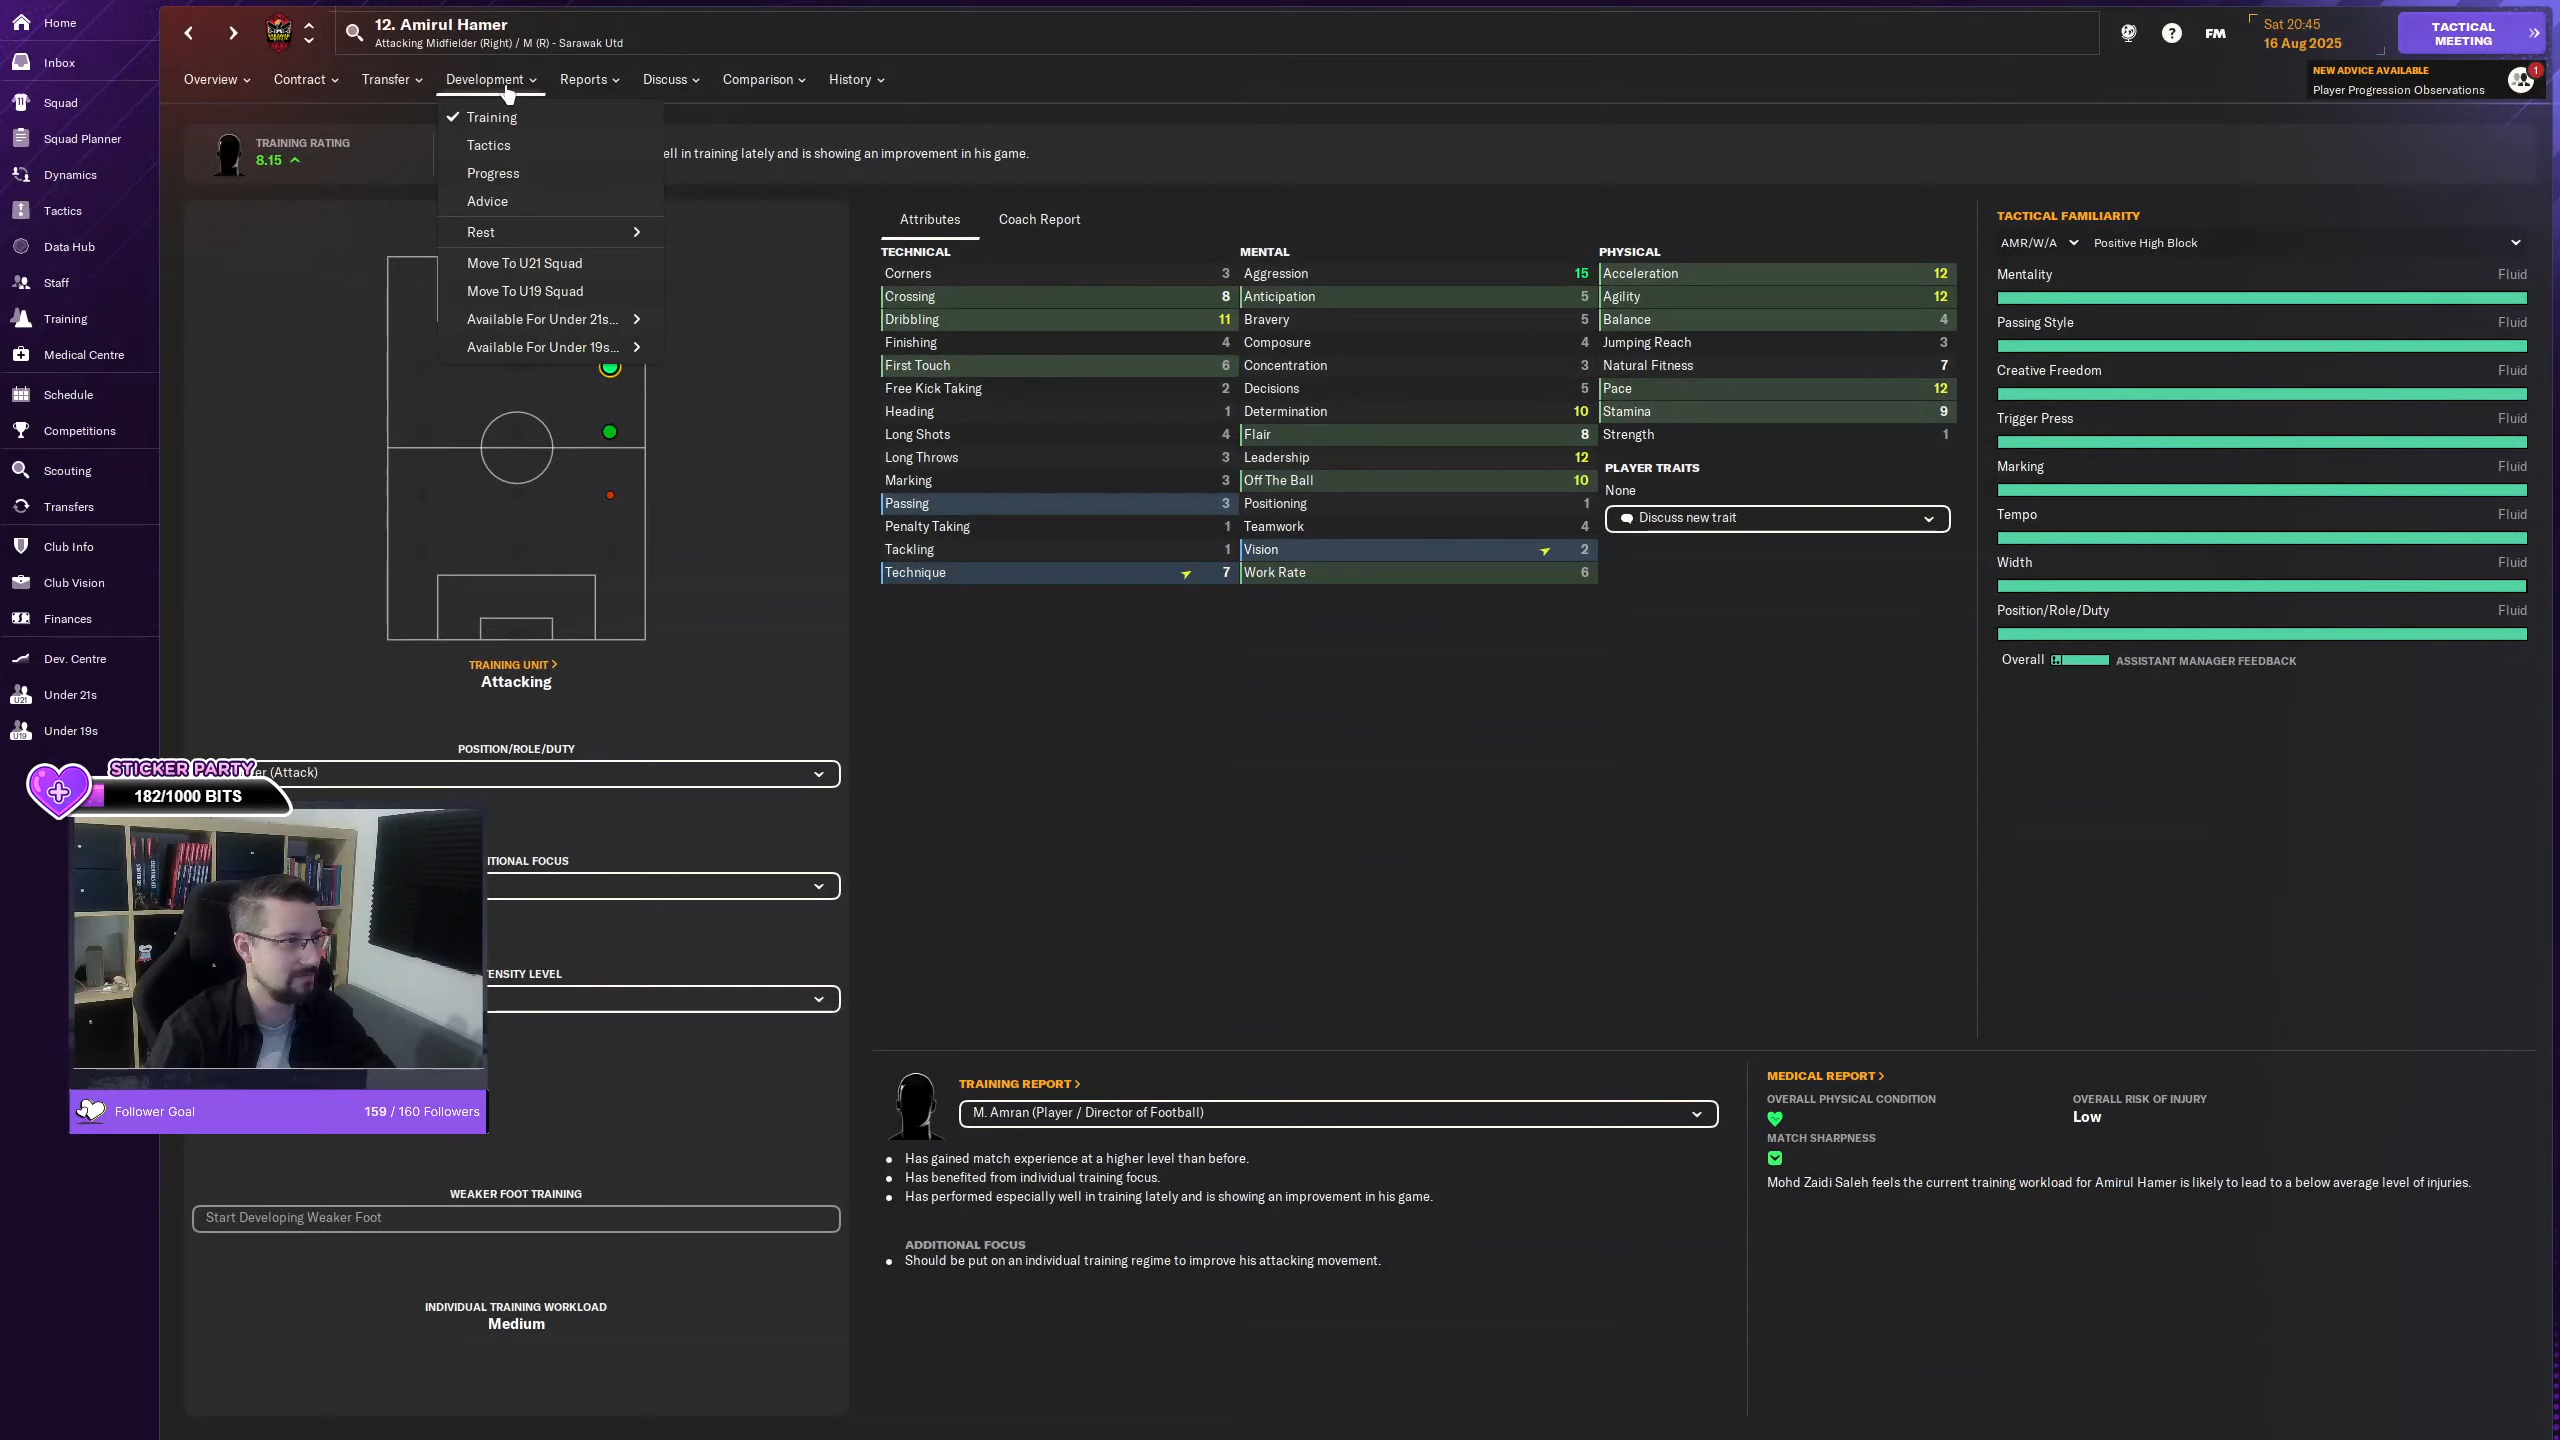 Home
Inbox
Squad
Squad Planner
Dynamics
Tactics
Data Hub
Staff
Training
Medical Centre
Schedule
Competitions
Scouting
Transfers
Club Info
Club Vision
Finances
Dev. Centre
Under 21s
Under 19s
12. Amirul Hamer
Attacking Midfielder (Right) / M (R) - Sarawak Utd
FM
Sat 20:45
16 Aug 2025
TACTICAL MEETING
Overview
Contract
Transfer
Development
Reports
Discuss
Comparison
History
NEW ADVICE AVAILABLE
Player Progression Observations
1
TRAINING RATING
8.15
ell in training lately and is showing an improvement in his game.
Training
Tactics
Progress
Advice
Rest
Move To U21 Squad
Move To U19 Squad
Available For Under 21s...
Available For Under 19s...
TRAINING UNIT
Attacking
POSITION/ROLE/DUTY
er (Attack)
ITIONAL FOCUS
ENSITY LEVEL
STICKER PARTY
182/1000 BITS
Follower Goal
159 / 160 Followers
WEAKER FOOT TRAINING
Start Developing Weaker Foot
INDIVIDUAL TRAINING WORKLOAD
Medium
Attributes
Coach Report
TECHNICAL
Corners 3
Crossing 8
Dribbling 11
Finishing 4
First Touch 6
Free Kick Taking 2
Heading 1
Long Shots 4
Long Throws 3
Marking 3
Passing 3
Penalty Taking 1
Tackling 1
Technique 7
MENTAL
Aggression 15
Anticipation 5
Bravery 5
Composure 4
Concentration 3
Decisions 5
Determination 10
Flair 8
Leadership 12
Off The Ball 10
Positioning 1
Teamwork 4
Vision 2
Work Rate 6
PHYSICAL
Acceleration 12
Agility 12
Balance 4
Jumping Reach 3
Natural Fitness 7
Pace 12
Stamina 9
Strength 1
PLAYER TRAITS
None
Discuss new trait
TACTICAL FAMILIARITY
AMR/W/A
Positive High Block
Mentality Fluid
Passing Style Fluid
Creative Freedom Fluid
Trigger Press Fluid
Marking Fluid
Tempo Fluid
Width Fluid
Position/Role/Duty Fluid
Overall
ASSISTANT MANAGER FEEDBACK
TRAINING REPORT
M. Amran (Player / Director of Football)
Has gained match experience at a higher level than before.
Has benefited from individual training focus.
Has performed especially well in training lately and is showing an improvement in his game.
ADDITIONAL FOCUS
Should be put on an individual training regime to improve his attacking movement.
MEDICAL REPORT
OVERALL PHYSICAL CONDITION
OVERALL RISK OF INJURY
Low
MATCH SHARPNESS
Mohd Zaidi Saleh feels the current training workload for Amirul Hamer is likely to lead to a below average level of injuries.